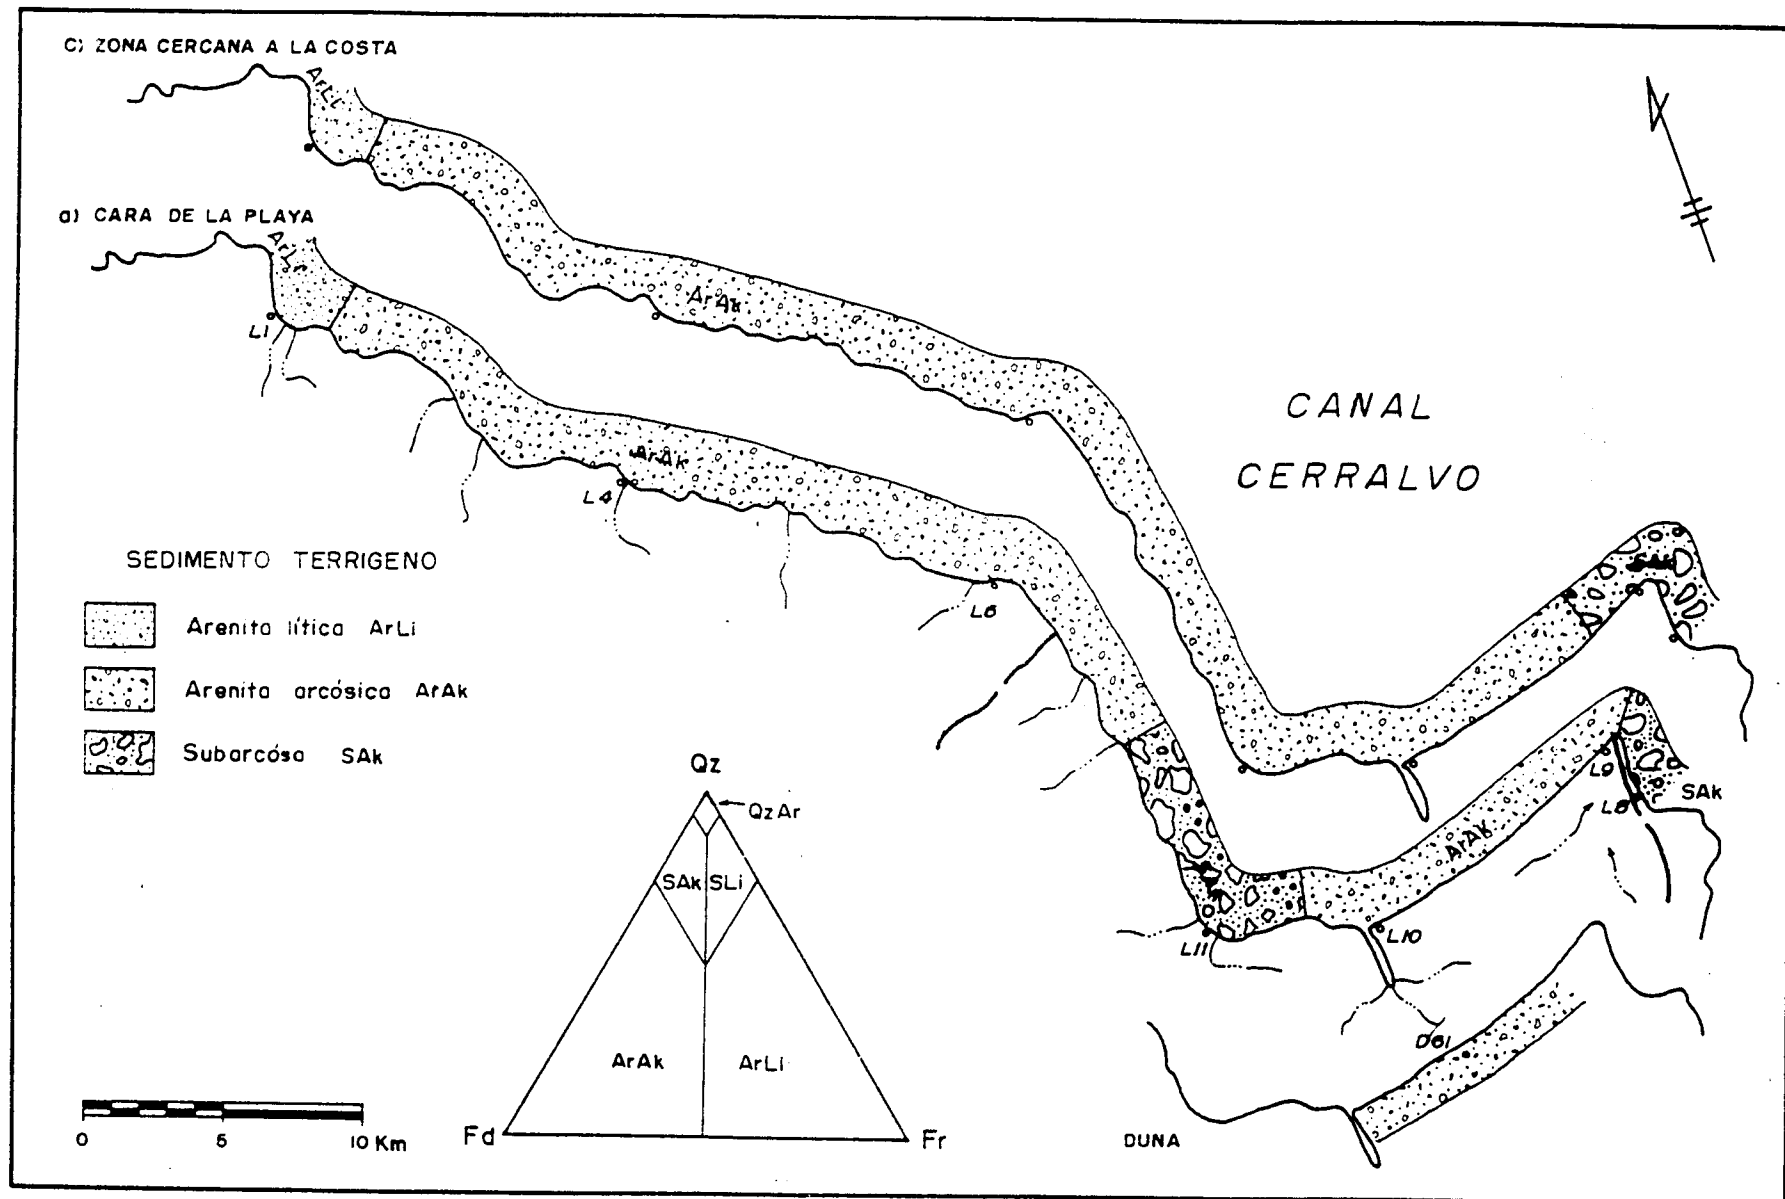 C) ZONA CERCANA A LA COSTA
ArLi
a) CARA DE LA PLAYA
ArLi
L1
ArAk
ArAk
L4
CANAL
CERRALVO
SEDIMENTO TERRIGENO
Arenita lítica ArLi
Arenita arcósica ArAk
Subarcósa SAk
L6
SAk
L9
L8
SAk
ArAk
L11
L10
Qz
QzAr
SAk
SLi
ArAk
ArLi
Fd
Fr
0 5 10 Km
D61
DUNA